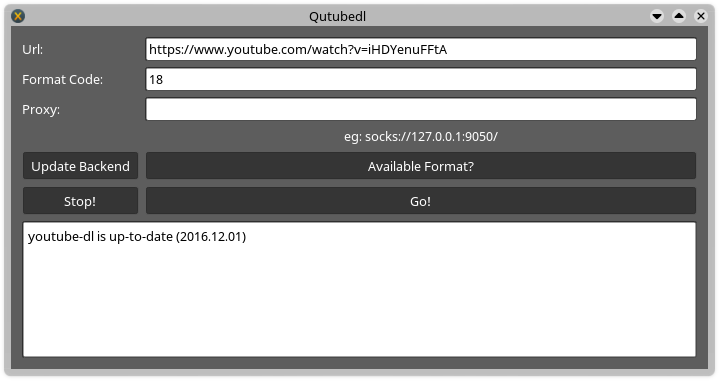 Qutubedl
Url: https://www.youtube.com/watch?v=iHDYenuFFtA
Format Code: 18
Proxy:
eg: socks://127.0.0.1:9050/
Update Backend Available Format?
Stop! Go!
youtube-dl is up-to-date (2016.12.01)